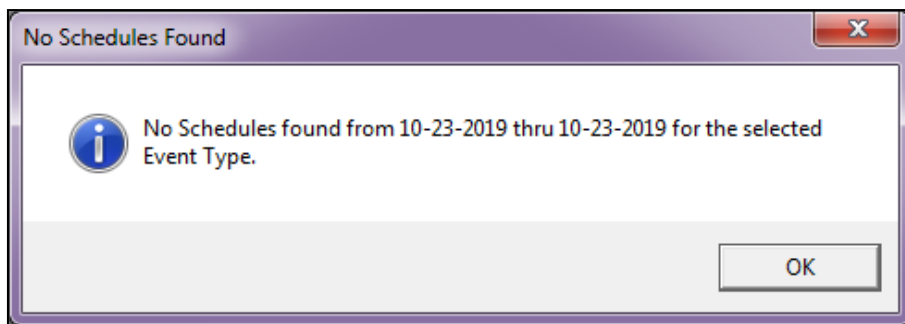 No Schedules Found
No Schedules found from 10-23-2019 thru 10-23-2019 for the selected
Event Type.
OK